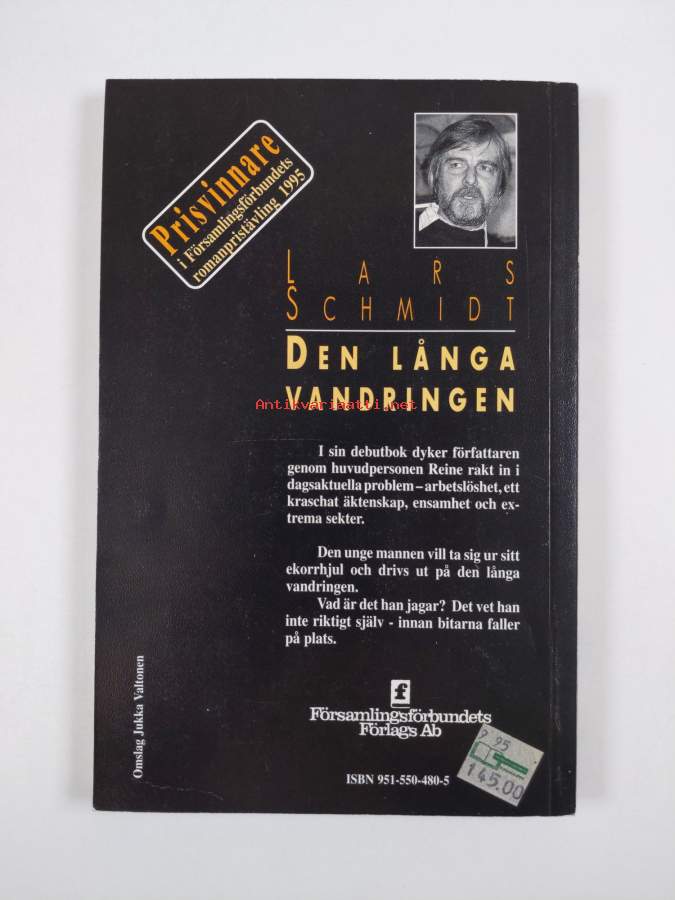 Prisvinnare
i Församlingsförbundets
romanpristävling 1995
LARS
SCHMIDT
DEN LÅNGA
VANDRINGEN
Antikvariaatti.net
I sin debutbok dyker författaren
genom huvudpersonen Reine rakt in i
dagsaktuella problem – arbetslöshet, ett
kraschat äktenskap, ensamhet och ex-
trema sekter.
Den unge mannen vill ta sig ur sitt
ekorrhjul och drivs ut på den långa
vandringen.
Vad är det han jagar? Det vet han
inte riktigt själv - innan bitarna faller
på plats.
Omslag Jukka Valtonen
f
Församlingsförbundets
Förlags Ab
ISBN 951-550-480-5
9 95
145.00